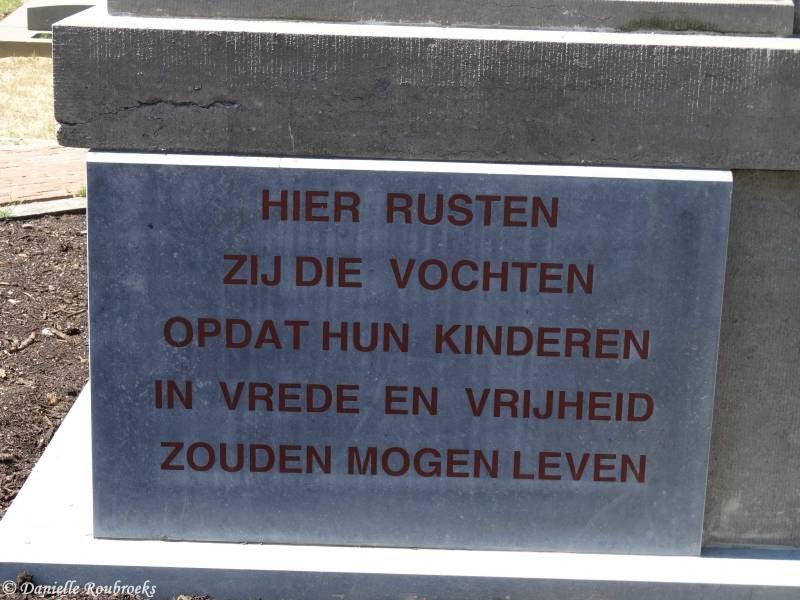 HIER RUSTEN
ZIJ DIE VOCHTEN
OPDAT HUN KINDEREN
IN VREDE EN VRIJHEID
ZOUDEN MOGEN LEVEN
© Danielle Roubroeks